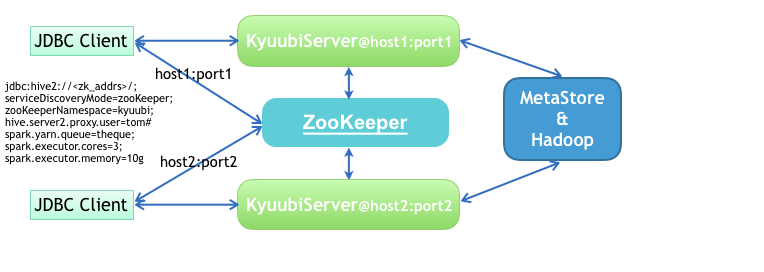 JDBC Client
KyuubiServer@host1:port1
host1:port1
jdbc:hive2://<zk_addrs>/;
serviceDiscoveryMode=zooKeeper;
zooKeeperNamespace=kyuubi;
hive.server2.proxy.user=tom#
spark.yarn.queue=theque;
spark.executor.cores=3;
spark.executor.memory=10g
ZooKeeper
MetaStore
&
Hadoop
host2:port2
JDBC Client
KyuubiServer@host2:port2